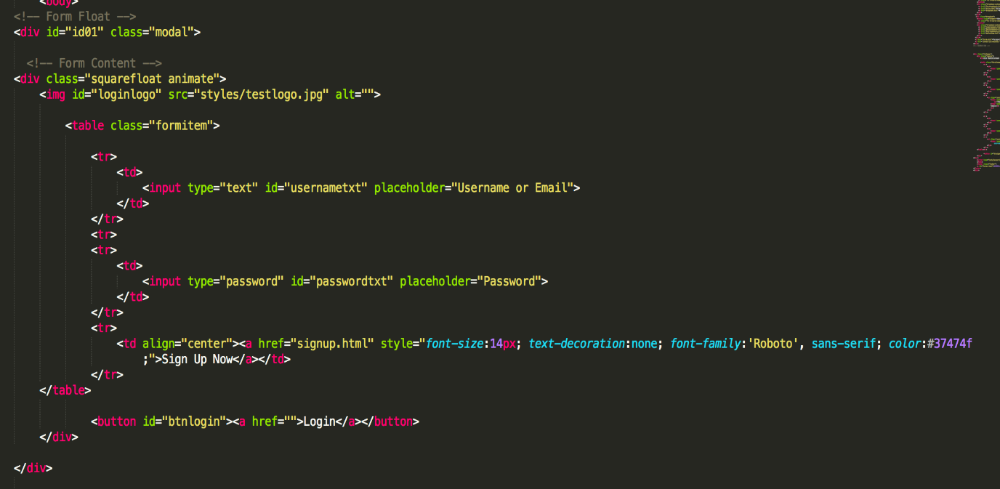 <body>
<!-- Form Float -->
<div id="id01" class="modal">
<!-- Form Content -->
<div class="squarefloat animate">
<img id="loginlogo" src="styles/testlogo.jpg" alt="">
<table class="formitem">
<tr>
<td>
<input type="text" id="usernametxt" placeholder="Username or Email">
</td>
</tr>
<tr>
<tr>
<td>
<input type="password" id="passwordtxt" placeholder="Password">
</td>
</tr>
<tr>
<td align="center"><a href="signup.html" style="font-size:14px; text-decoration:none; font-family:'Roboto', sans-serif; color:#37474f
;">Sign Up Now</a></td>
</tr>
</table>
<button id="btnlogin"><a href="">Login</a></button>
</div>
</div>